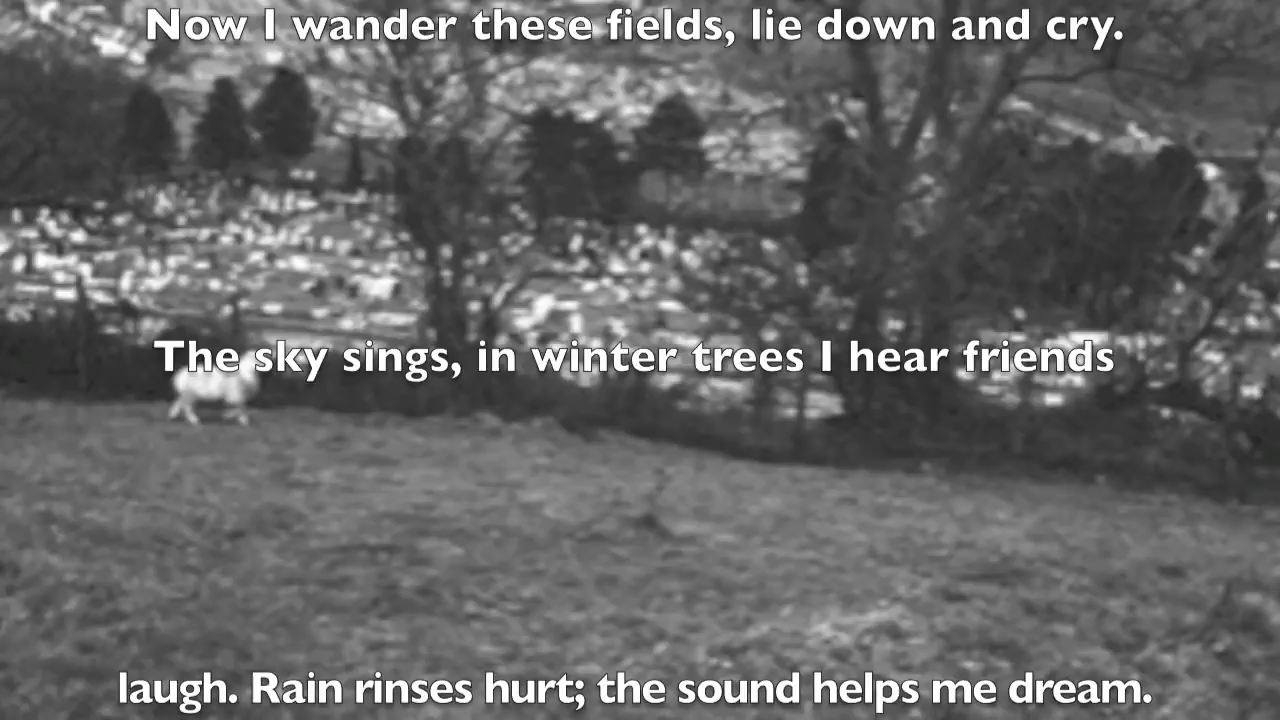 Now I wander these fields, lie down and cry.
The sky sings, in winter trees I hear friends
laugh. Rain rinses hurt; the sound helps me dream.